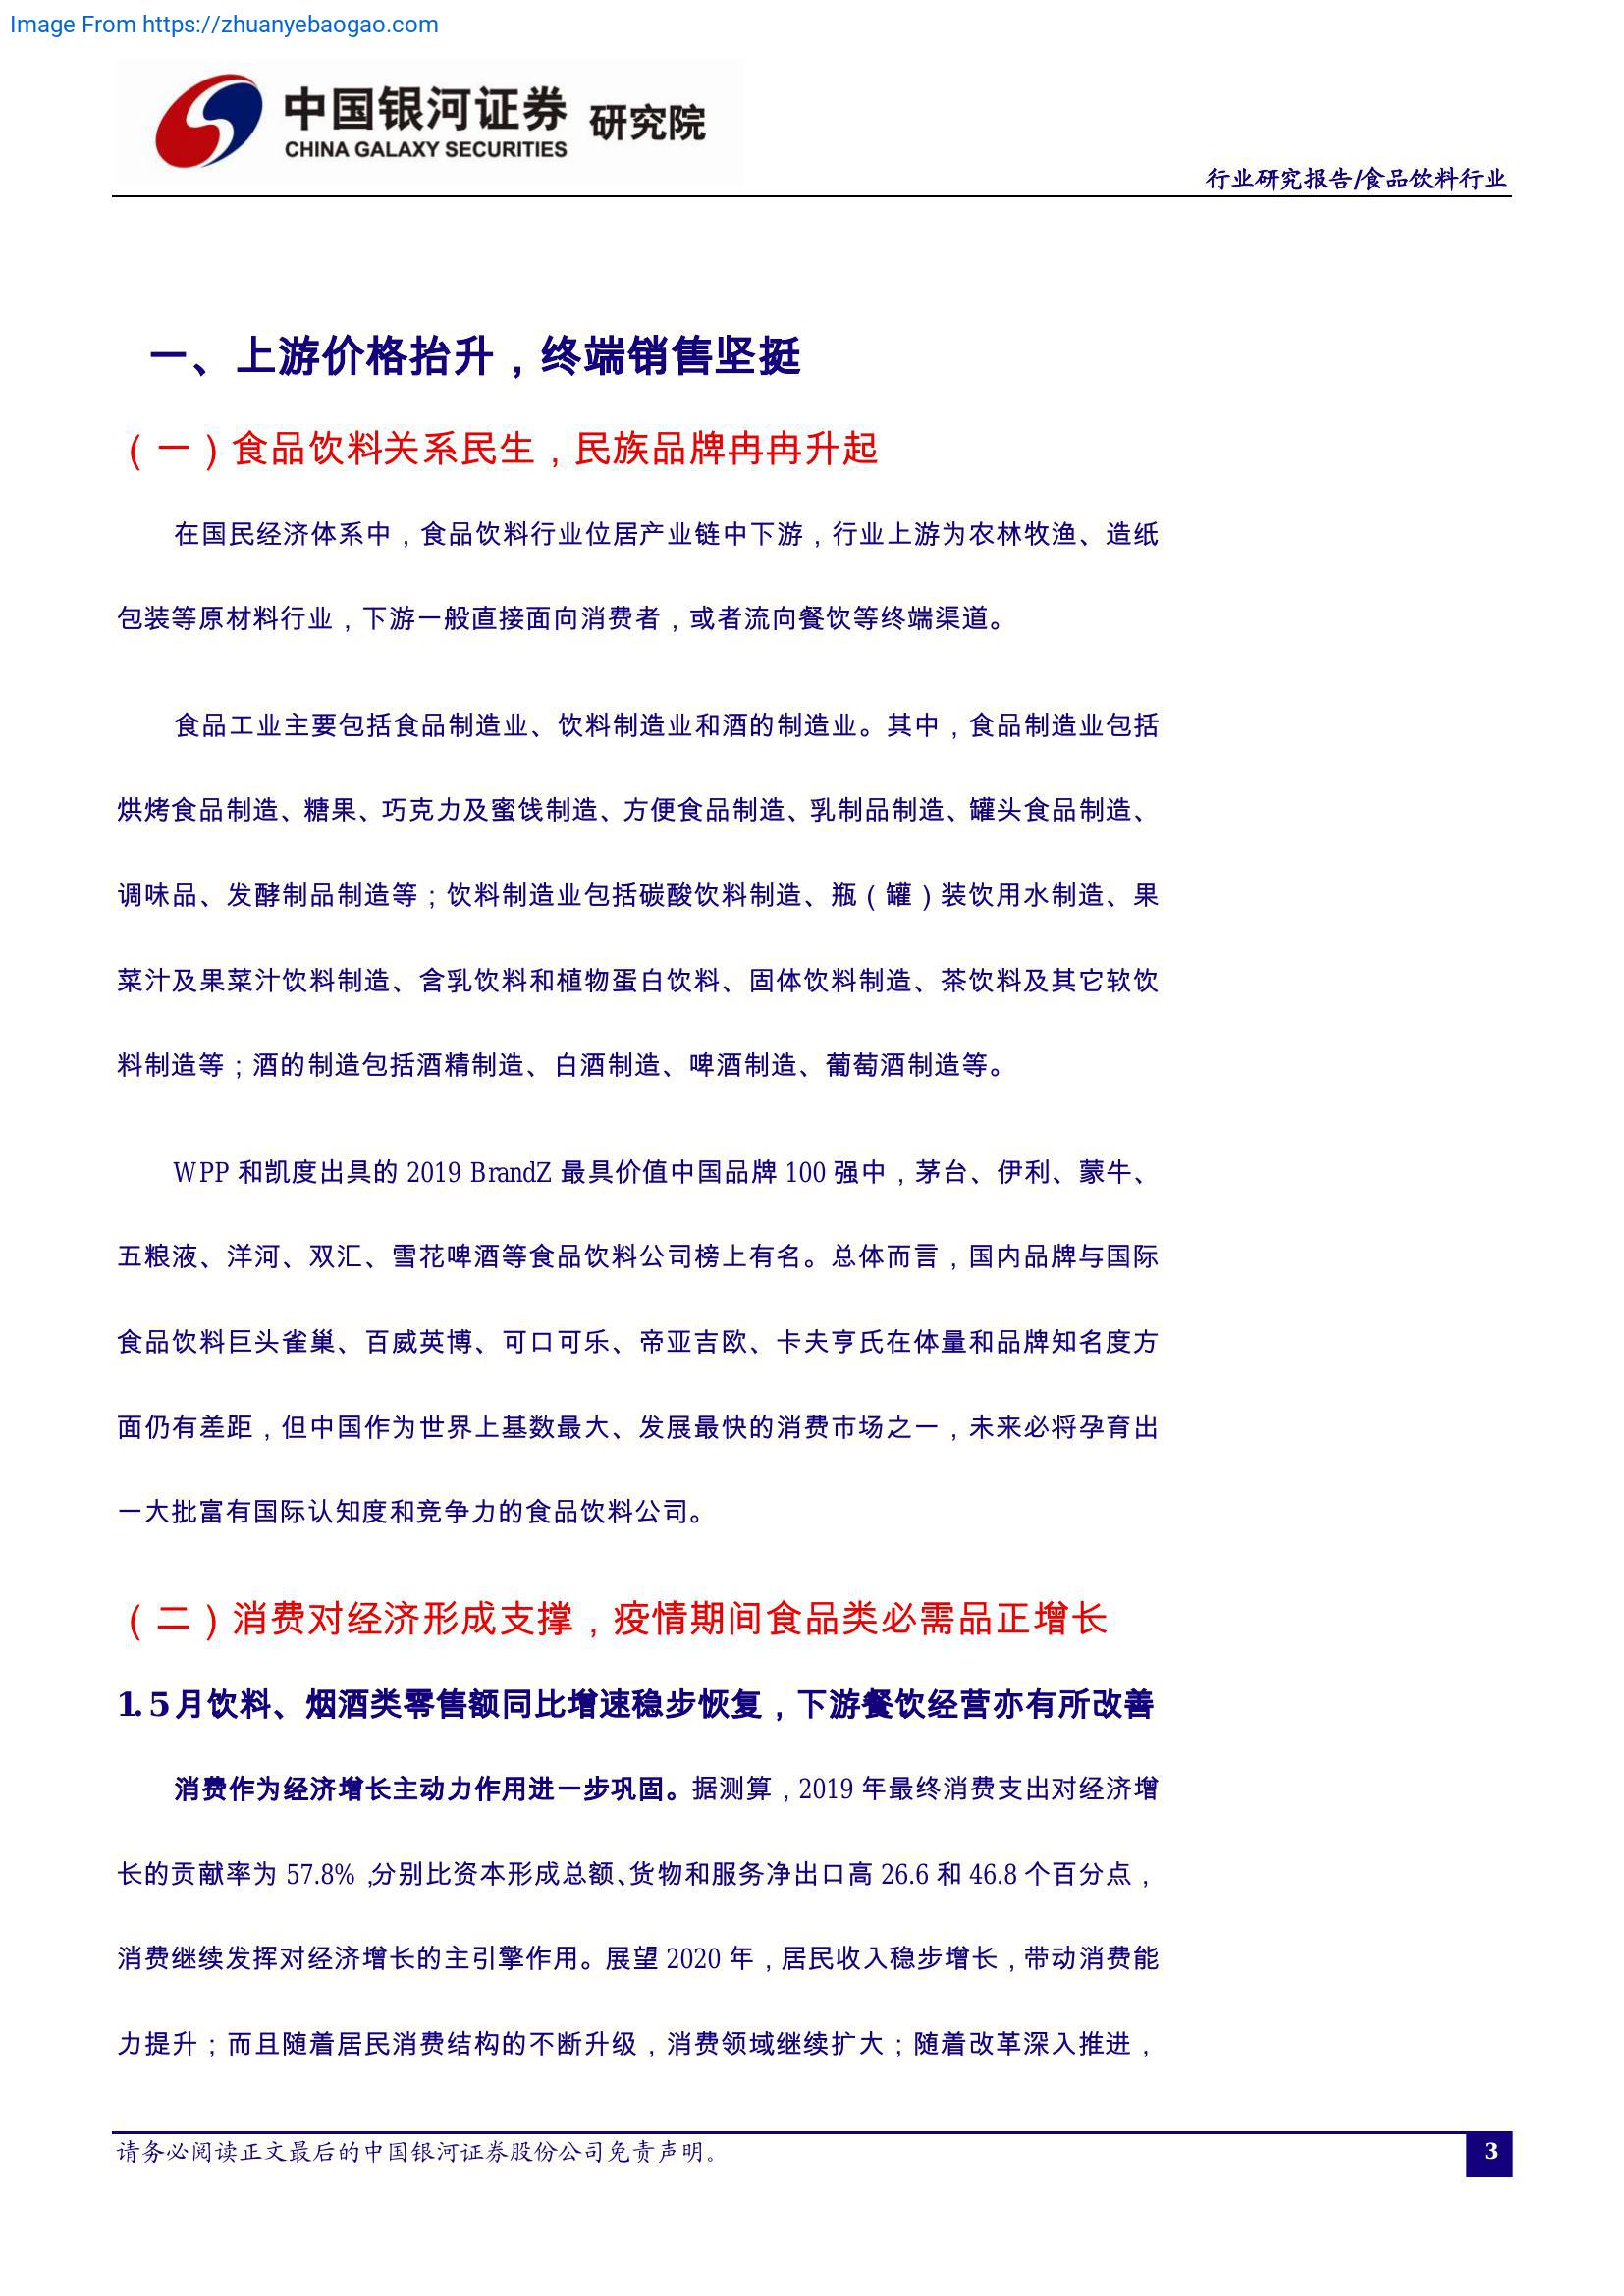 Image From https://zhuanyebaogao.com
中国银河证券 研究院
CHINA GALAXY SECURITIES
行业研究报告/食品饮料行业
一、上游价格抬升，终端销售坚挺
（一）食品饮料关系民生，民族品牌冉冉升起
在国民经济体系中，食品饮料行业位居产业链中下游，行业上游为农林牧渔、造纸
包装等原材料行业，下游一般直接面向消费者，或者流向餐饮等终端渠道。
食品工业主要包括食品制造业、饮料制造业和酒的制造业。其中，食品制造业包括
烘烤食品制造、糖果、巧克力及蜜饯制造、方便食品制造、乳制品制造、罐头食品制造、
调味品、发酵制品制造等；饮料制造业包括碳酸饮料制造、瓶（罐）装饮用水制造、果
菜汁及果菜汁饮料制造、含乳饮料和植物蛋白饮料、固体饮料制造、茶饮料及其它软饮
料制造等；酒的制造包括酒精制造、白酒制造、啤酒制造、葡萄酒制造等。
WPP 和凯度出具的 2019 BrandZ 最具价值中国品牌 100 强中，茅台、伊利、蒙牛、
五粮液、洋河、双汇、雪花啤酒等食品饮料公司榜上有名。总体而言，国内品牌与国际
食品饮料巨头雀巢、百威英博、可口可乐、帝亚吉欧、卡夫亨氏在体量和品牌知名度方
面仍有差距，但中国作为世界上基数最大、发展最快的消费市场之一，未来必将孕育出
一大批富有国际认知度和竞争力的食品饮料公司。
（二）消费对经济形成支撑，疫情期间食品类必需品正增长
1. 5 月饮料、烟酒类零售额同比增速稳步恢复，下游餐饮经营亦有所改善
消费作为经济增长主动力作用进一步巩固。据测算，2019 年最终消费支出对经济增
长的贡献率为 57.8%，分别比资本形成总额、货物和服务净出口高 26.6 和 46.8 个百分点，
消费继续发挥对经济增长的主引擎作用。展望 2020 年，居民收入稳步增长，带动消费能
力提升；而且随着居民消费结构的不断升级，消费领域继续扩大；随着改革深入推进，
请务必阅读正文最后的中国银河证券股份公司免责声明。
3